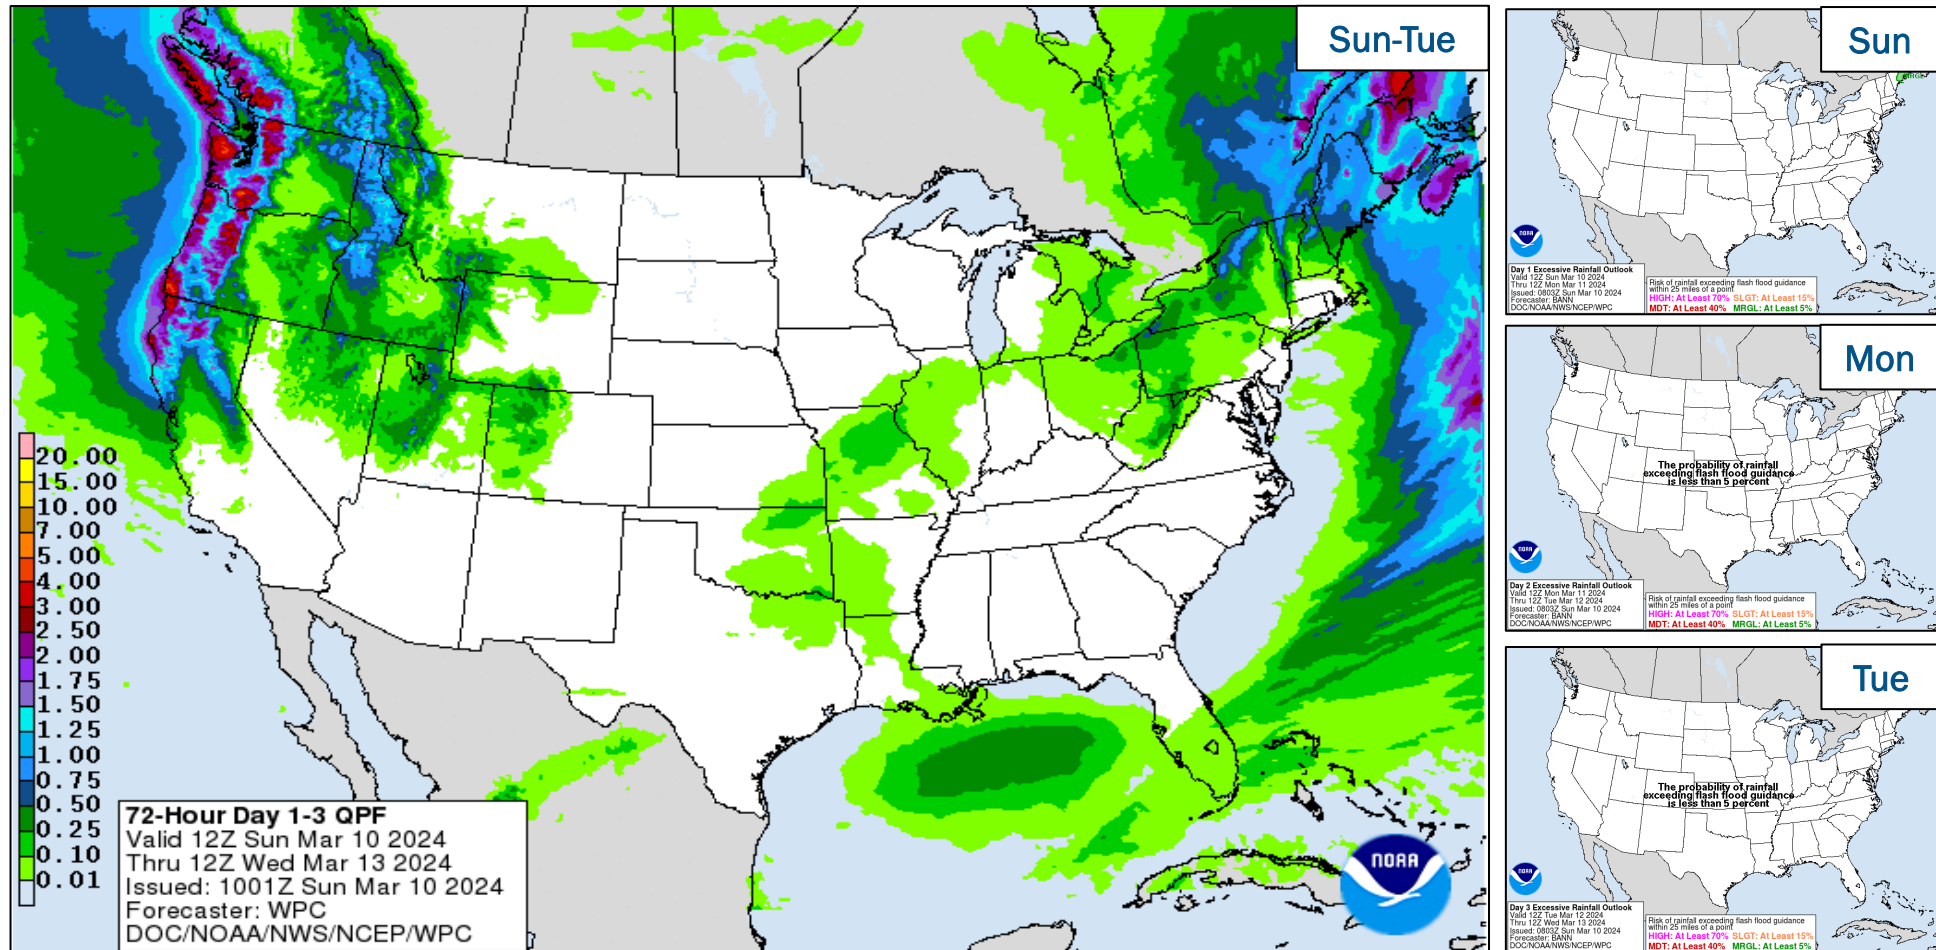 Sun-Tue
20.00
15.00
10.00
7.00
5.00
4.00
3.00
2.50
2.00
1.75
1.50
1.25
1.00
0.75
0.50
0.25
0.10
0.01
72-Hour Day 1-3 QPF
Valid 12Z Sun Mar 10 2024
Thru 12Z Wed Mar 13 2024
Issued: 1001Z Sun Mar 10 2024
Forecaster: WPC
DOC/NOAA/NWS/NCEP/WPC
NOAA
Sun
MRGL
NOAA
Day 1 Excessive Rainfall Outlook
Valid 12Z Sun Mar 10 2024
Thru 12Z Mon Mar 11 2024
Issued: 0803Z Sun Mar 10 2024
Forecaster: BANN
DOC/NOAA/NWS/NCEP/WPC
Risk of rainfall exceeding flash flood guidance
within 25 miles of a point
HIGH: At Least 70% SLGT: At Least 15%
MDT: At Least 40% MRGL: At Least 5%
Mon
The probability of rainfall
exceeding flash flood guidance
is less than 5 percent
NOAA
Day 2 Excessive Rainfall Outlook
Valid 12Z Mon Mar 11 2024
Thru 12Z Tue Mar 12 2024
Issued: 0803Z Sun Mar 10 2024
Forecaster: BANN
DOC/NOAA/NWS/NCEP/WPC
Risk of rainfall exceeding flash flood guidance
within 25 miles of a point
HIGH: At Least 70% SLGT: At Least 15%
MDT: At Least 40% MRGL: At Least 5%
Tue
The probability of rainfall
exceeding flash flood guidance
is less than 5 percent
NOAA
Day 3 Excessive Rainfall Outlook
Valid 12Z Tue Mar 12 2024
Thru 12Z Wed Mar 13 2024
Issued: 0803Z Sun Mar 10 2024
Forecaster: BANN
DOC/NOAA/NWS/NCEP/WPC
Risk of rainfall exceeding flash flood guidance
within 25 miles of a point
HIGH: At Least 70% SLGT: At Least 15%
MDT: At Least 40% MRGL: At Least 5%